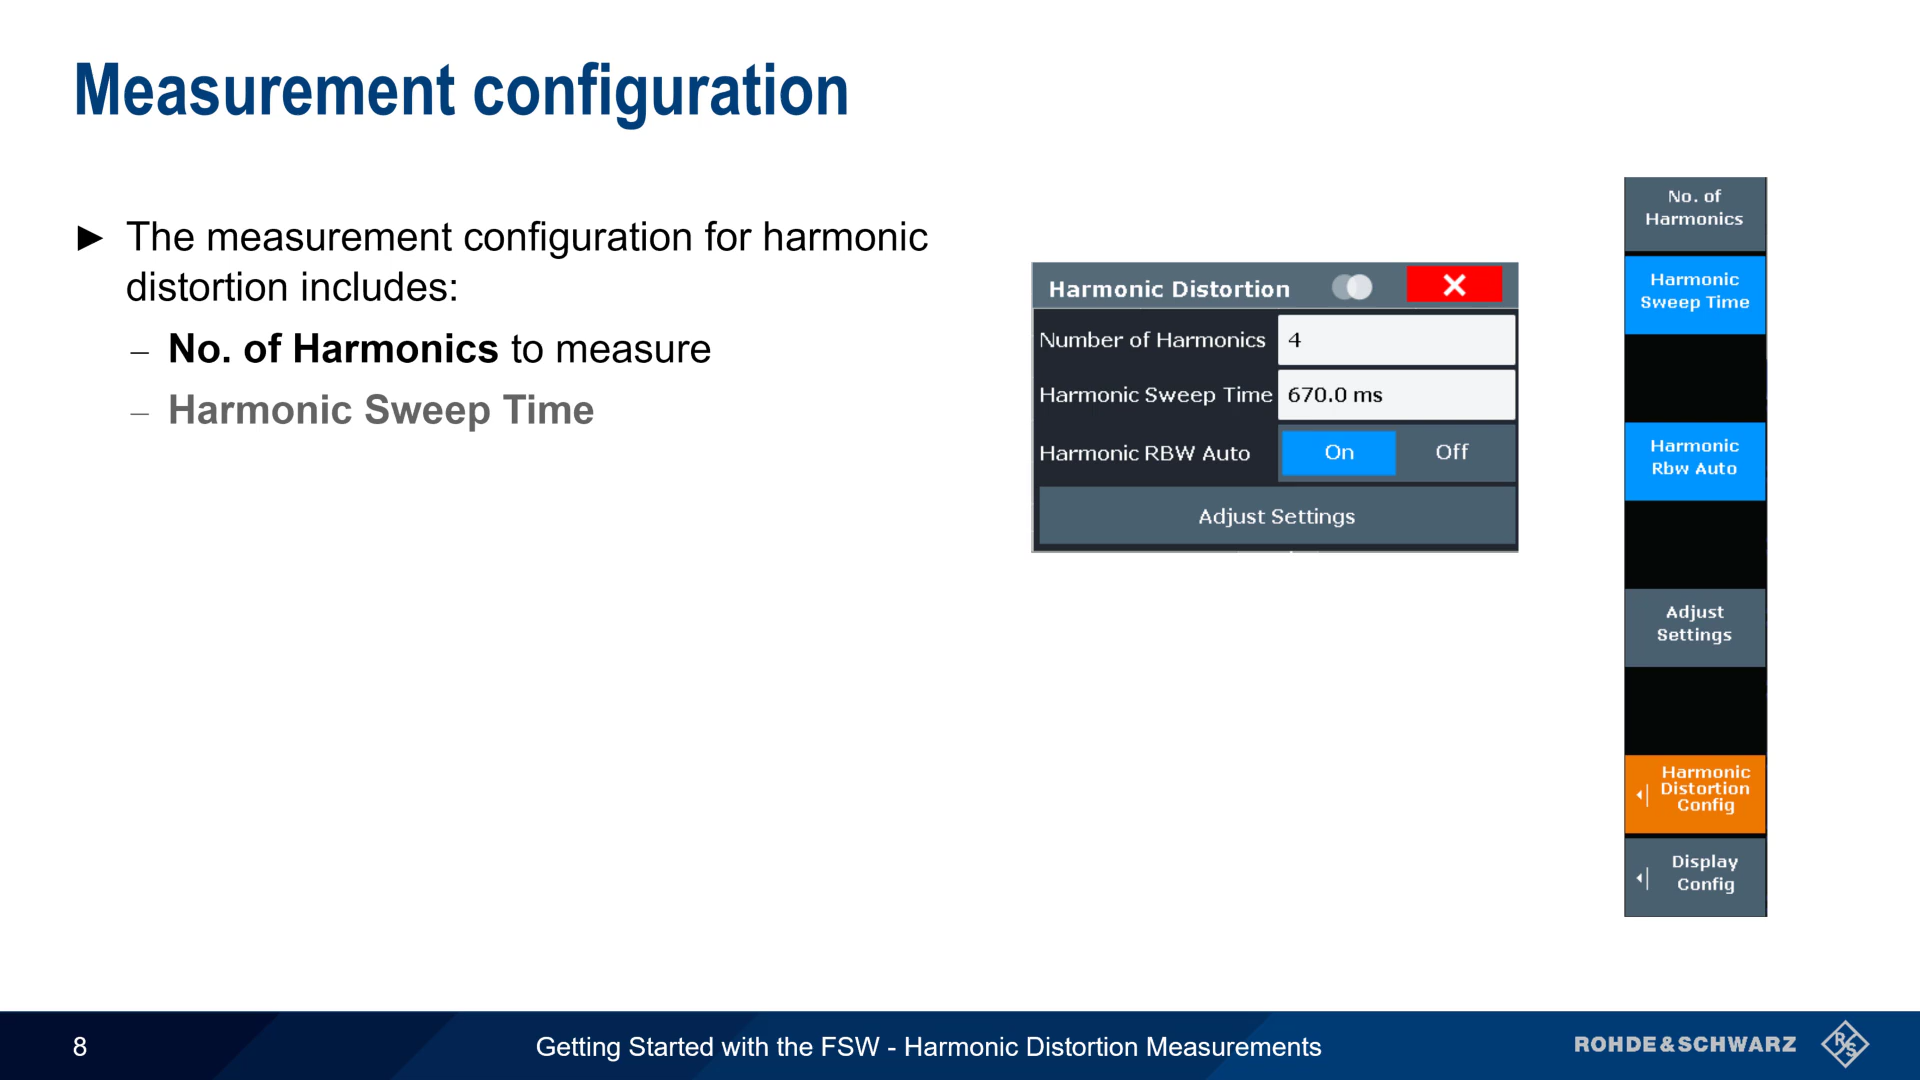 Measurement configuration
► The measurement configuration for harmonic
distortion includes:
– No. of Harmonics to measure
– Harmonic Sweep Time
Harmonic Distortion
Number of Harmonics 4
Harmonic Sweep Time 670.0 ms
Harmonic RBW Auto On Off
Adjust Settings
No. of
Harmonics
Harmonic
Sweep Time
Harmonic
Rbw Auto
Adjust
Settings
Harmonic
Distortion
Config
Display
Config
8
Getting Started with the FSW - Harmonic Distortion Measurements
ROHDE&SCHWARZ
R&S